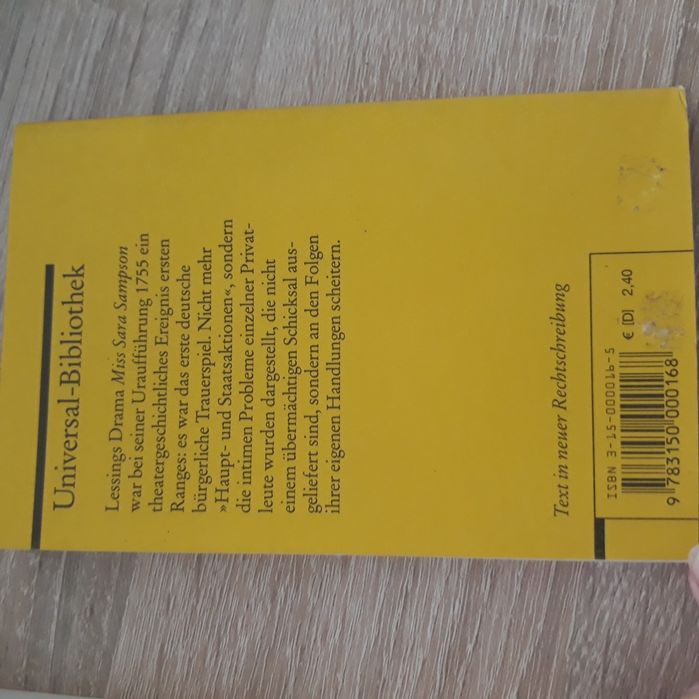 Universal-Bibliothek
Lessings Drama Miss Sara Sampson
war bei seiner Uraufführung 1755 ein
theatergeschichtliches Ereignis ersten
Ranges: es war das erste deutsche
bürgerliche Trauerspiel. Nicht mehr
»Haupt- und Staatsaktionen«, sondern
die intimen Probleme einzelner Privat-
leute wurden dargestellt, die nicht
einem übermächtigen Schicksal aus-
geliefert sind, sondern an den Folgen
ihrer eigenen Handlungen scheitern.
Text in neuer Rechtschreibung
ISBN 3-15-000016-5
€ [D] 2,40
9 783150 000168